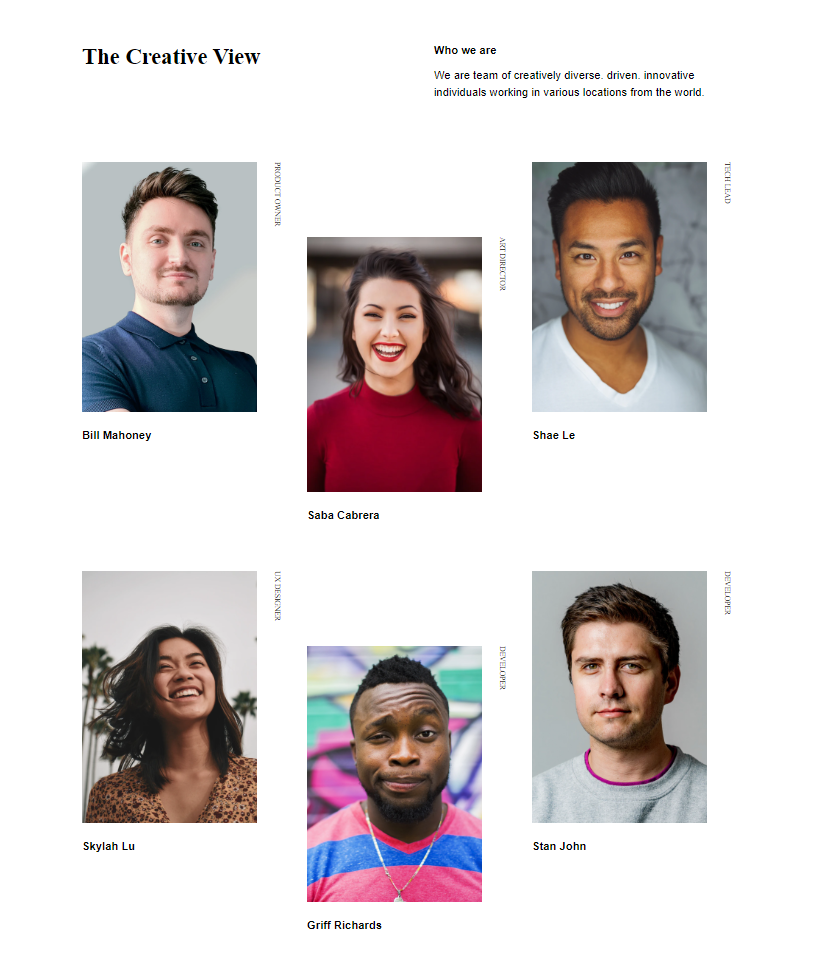 The Creative View
Who we are
We are team of creatively diverse. driven. innovative
individuals working in various locations from the world.
PRODUCT OWNER
Bill Mahoney
ART DIRECTOR
Saba Cabrera
TECH LEAD
Shae Le
UX DESIGNER
Skylah Lu
DEVELOPER
Griff Richards
DEVELOPER
Stan John